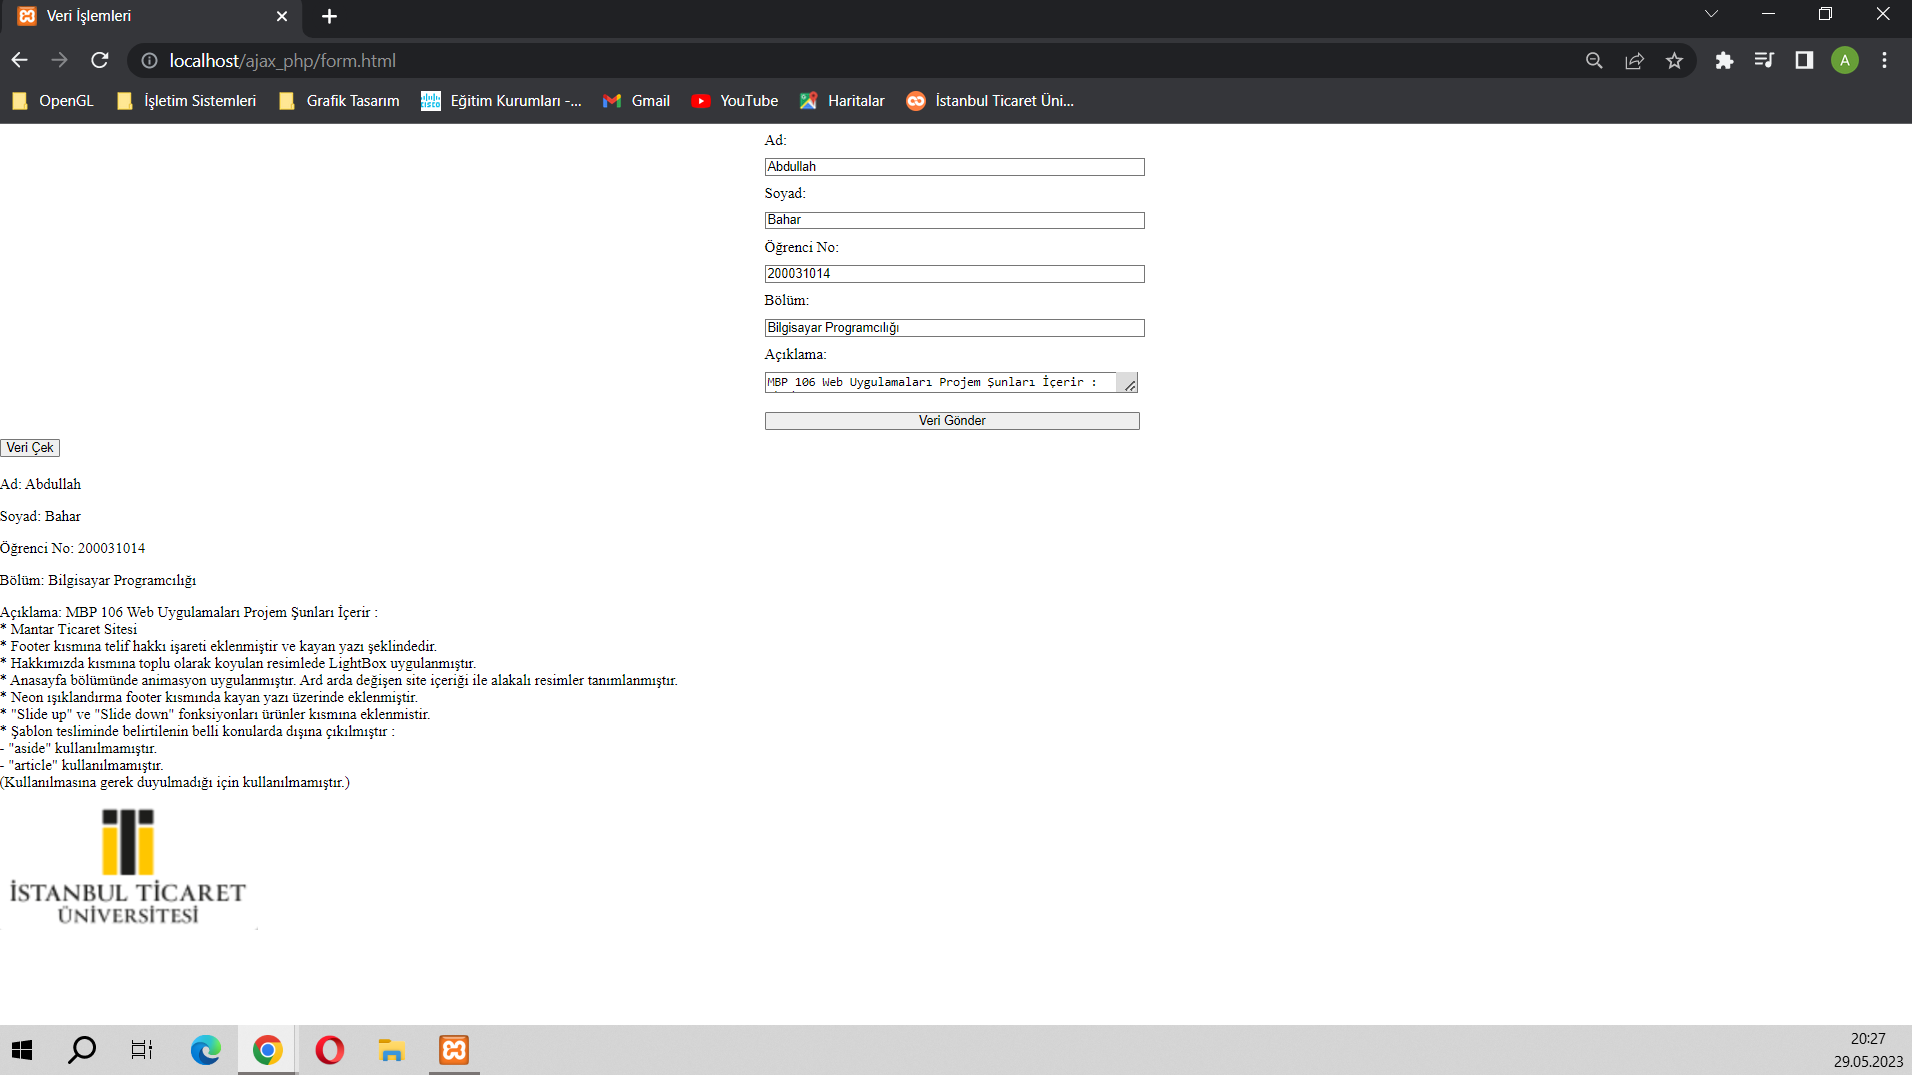 Veri İşlemleri
localhost/ajax_php/form.html
A
OpenGL İşletim Sistemleri Grafik Tasarım Eğitim Kurumları -... Gmail YouTube Haritalar İstanbul Ticaret Üni...
Ad:
Abdullah
Soyad:
Bahar
Öğrenci No:
200031014
Bölüm:
Bilgisayar Programcılığı
Açıklama:
MBP 106 Web Uygulamaları Projem Şunları İçerir :
Veri Gönder
Veri Çek
Ad: Abdullah
Soyad: Bahar
Öğrenci No: 200031014
Bölüm: Bilgisayar Programcılığı
Açıklama: MBP 106 Web Uygulamaları Projem Şunları İçerir :
* Mantar Ticaret Sitesi
* Footer kısmına telif hakkı işareti eklenmiştir ve kayan yazı şeklindedir.
* Hakkımızda kısmına toplu olarak koyulan resimlede LightBox uygulanmıştır.
* Anasayfa bölümünde animasyon uygulanmıştır. Ard arda değişen site içeriği ile alakalı resimler tanımlanmıştır.
* Neon ışıklandırma footer kısmında kayan yazı üzerinde eklenmiştir.
* "Slide up" ve "Slide down" fonksiyonları ürünler kısmına eklenmistir.
* Şablon tesliminde belirtilenin belli konularda dışına çıkılmıştır :
- "aside" kullanılmamıştır.
- "article" kullanılmamıştır.
(Kullanılmasına gerek duyulmadığı için kullanılmamıştır.)
İSTANBUL TİCARET
ÜNİVERSİTESİ
20:27
29.05.2023